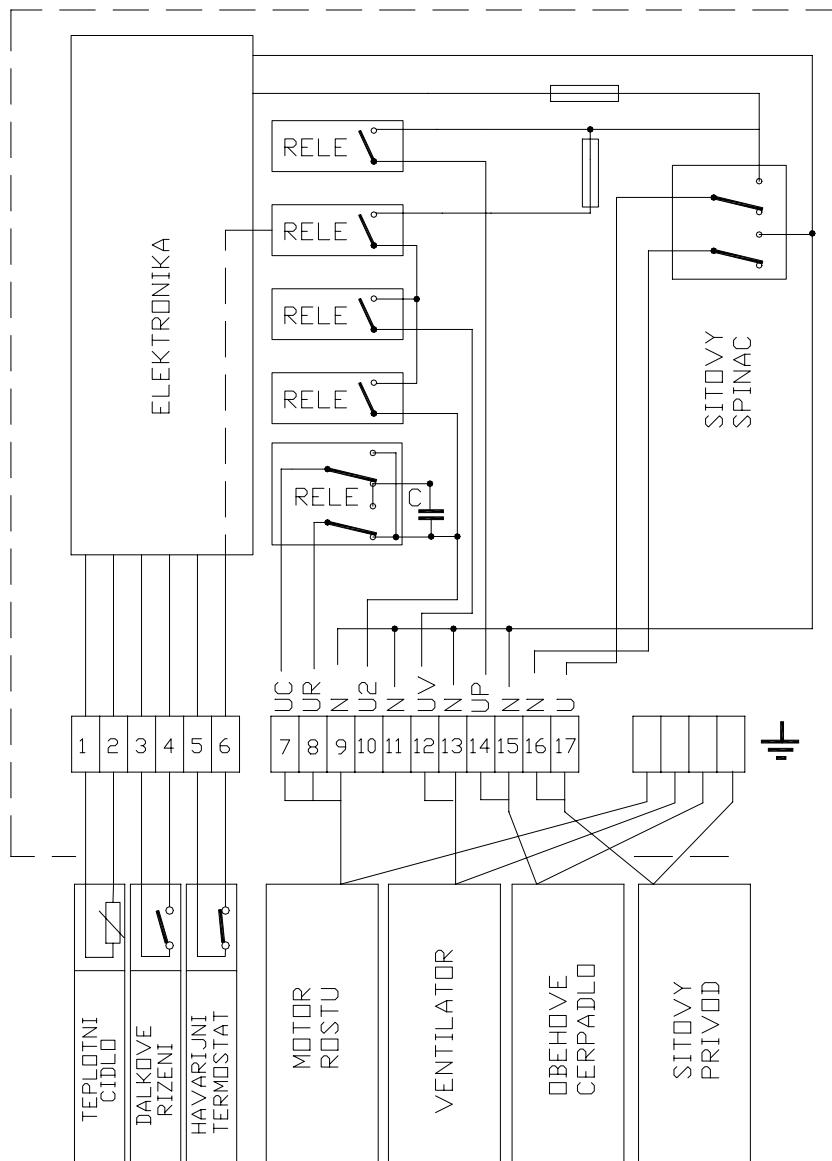 ELEKTRONIKA
RELE
RELE
RELE
RELE
RELE
C
SITOVY
SPINAC
UC
UR
N
U2
N
UV
N
UP
N
N
U
1 2 3 4 5 6
7 8 9 10 11 12 13 14 15 16 17
TEPLOTNI
CIDLO
DALKOVE
RIZENI
HAVARIJNI
TERMOSTAT
MOTOR
ROSTU
VENTILATOR
OBEHOVE
CERPADLO
SITOVY
PRIVOD